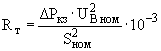 R_т = (ΔP_кз · U²_В ном / S²_ном) · 10⁻³